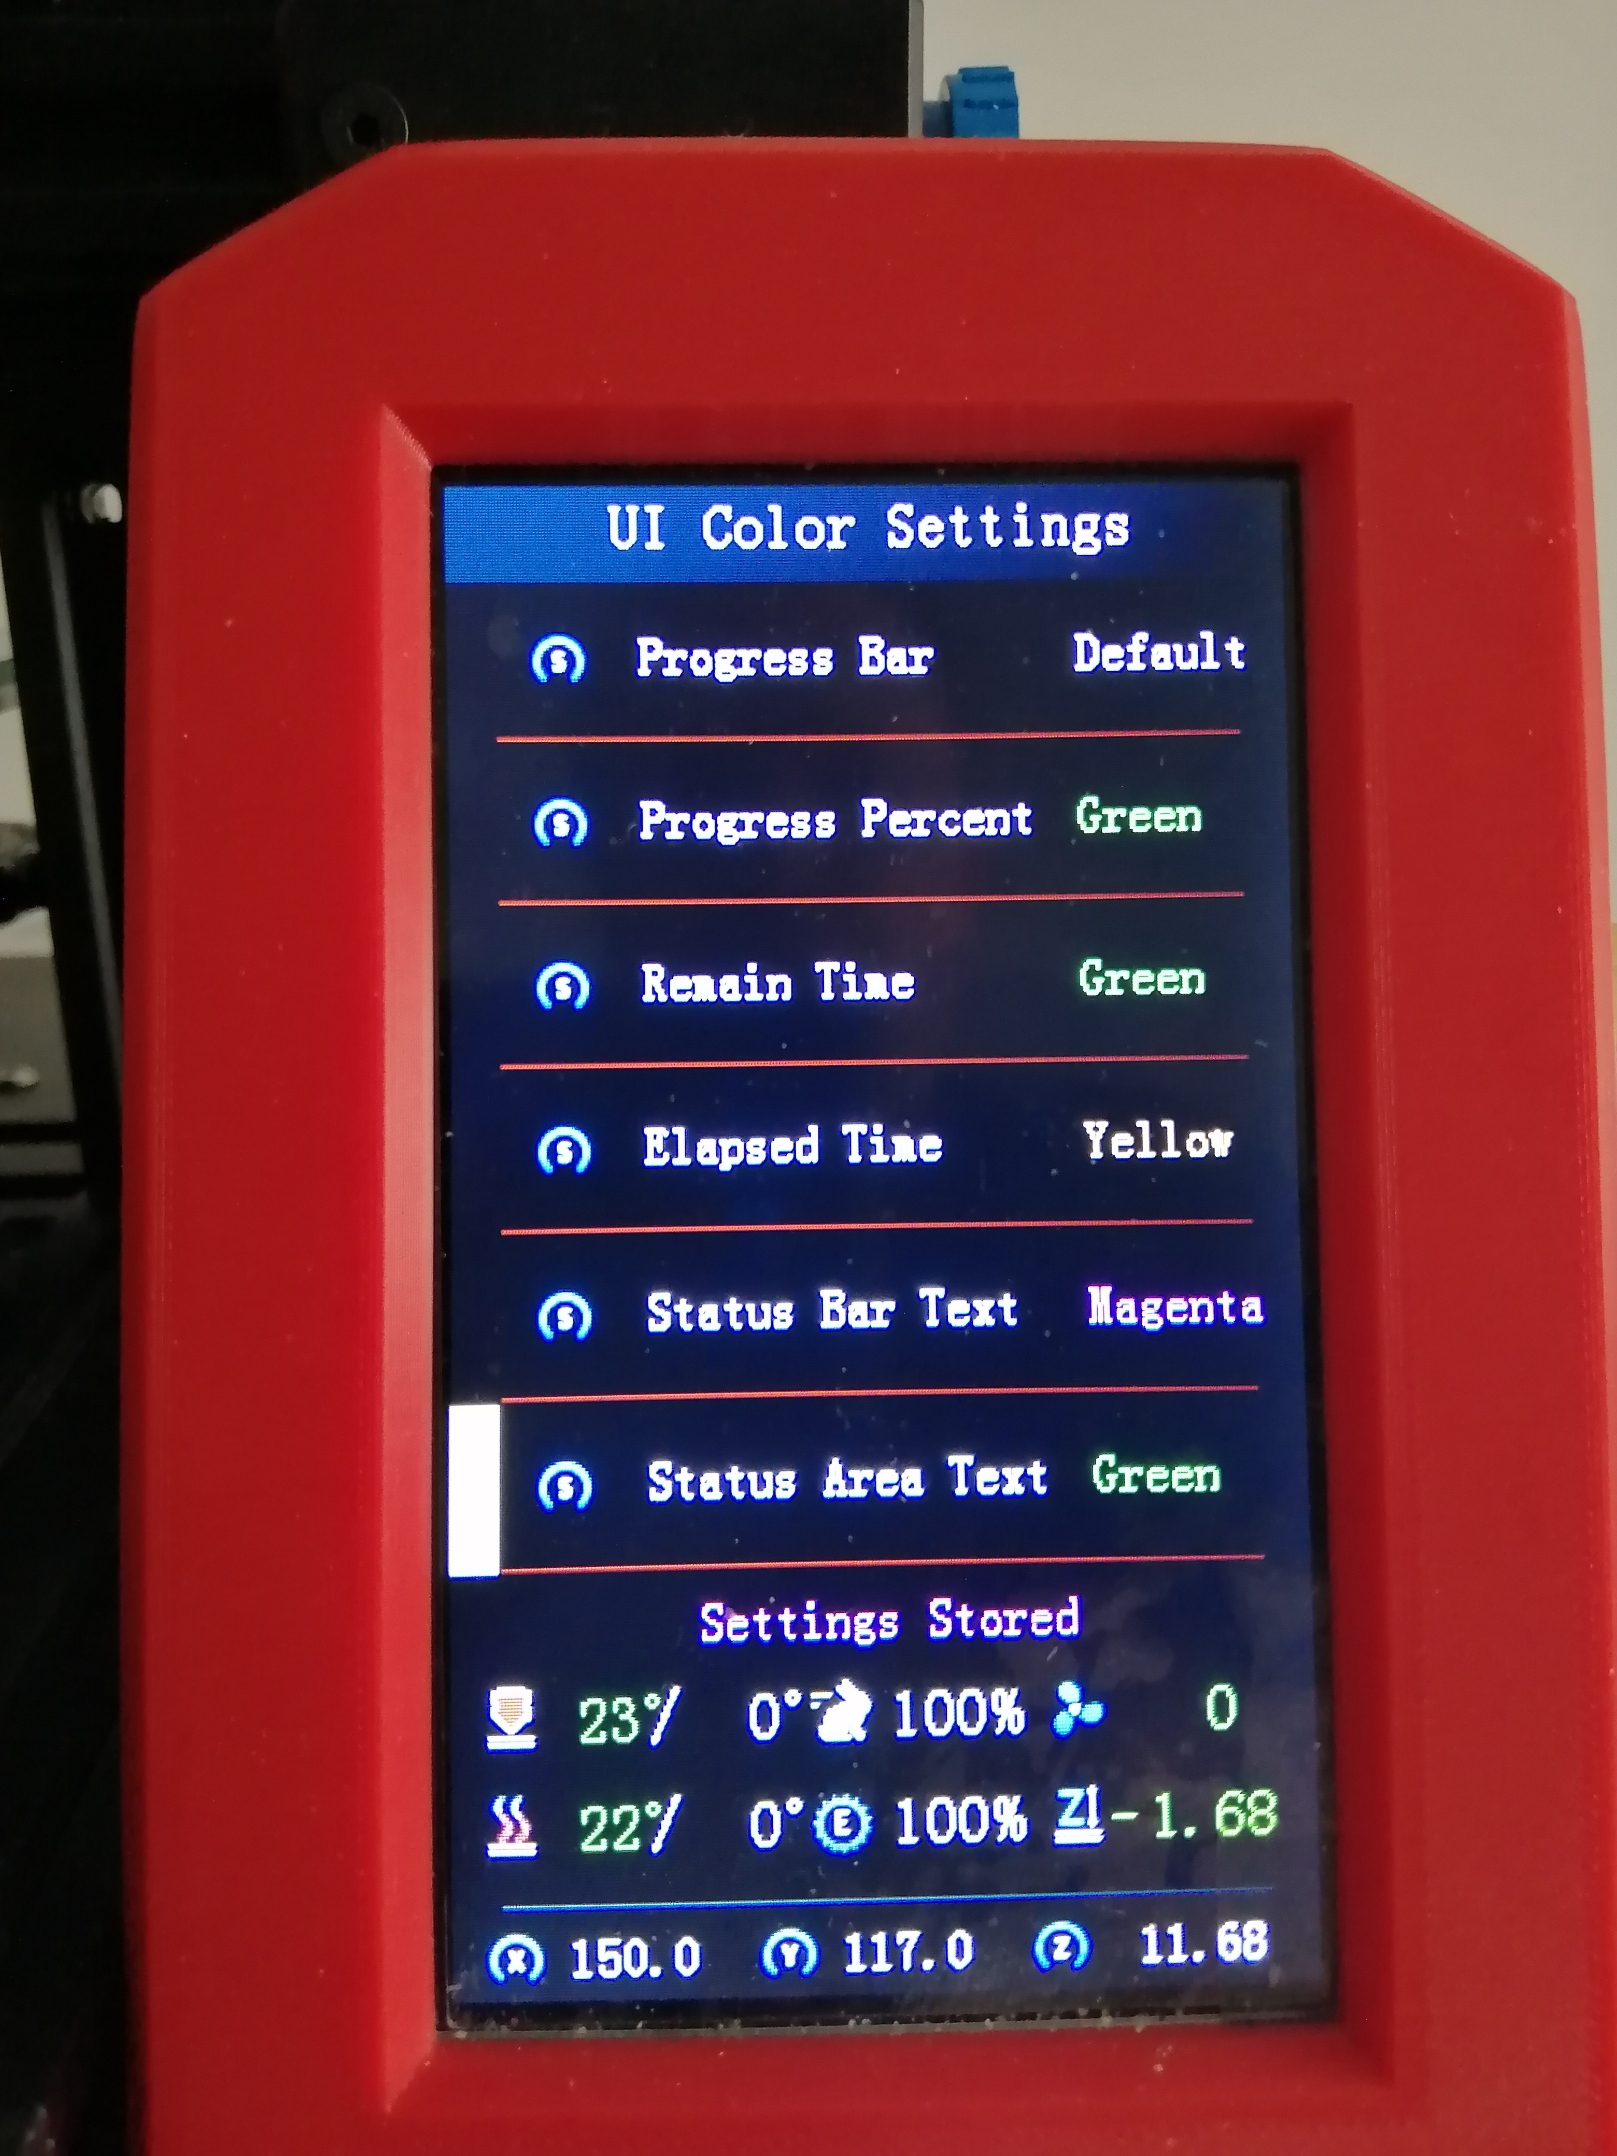 UI Color Settings
S Progress Bar Default
S Progress Percent Green
S Remain Time Green
S Elapsed Time Yellow
S Status Bar Text Magenta
S Status Area Text Green
Settings Stored
23°/ 0° 100% 0
22°/ 0° E 100% Z -1.68
X 150.0 Y 117.0 Z 11.68